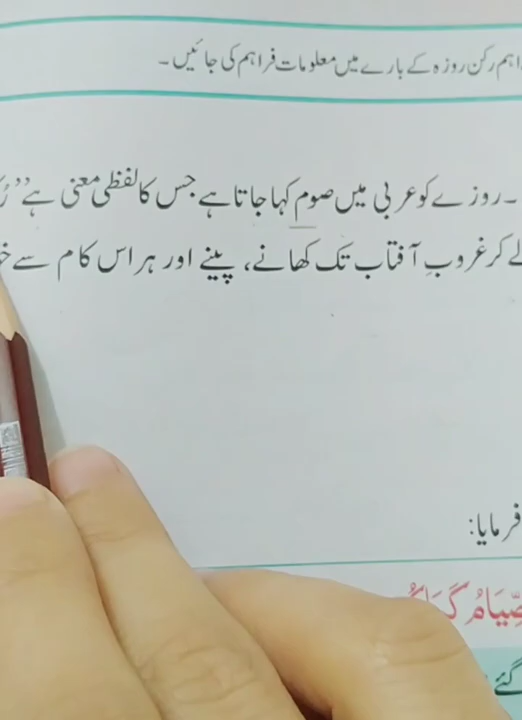 اہم رکن روزہ کے بارے میں معلومات فراہم کی جائیں ۔
۔ روزے کو عربی میں صوم کہا جاتا ہے جس کا لفظی معنی ہے ”
لے کر غروبِ آفتاب تک کھانے، پینے اور ہر اس کام سے
فرمایا:
گئے